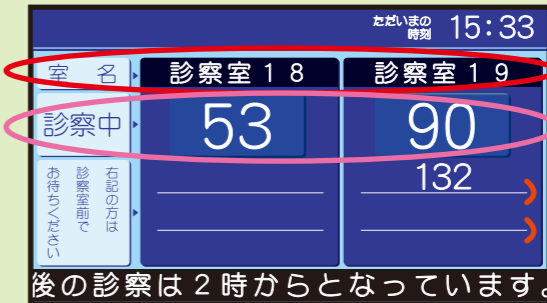 ただいまの時刻 15:33
室名 診察室18 診察室19
診察中 53 90
右記の方は診察室前でお待ちください 132
後の診察は2時からとなっています。